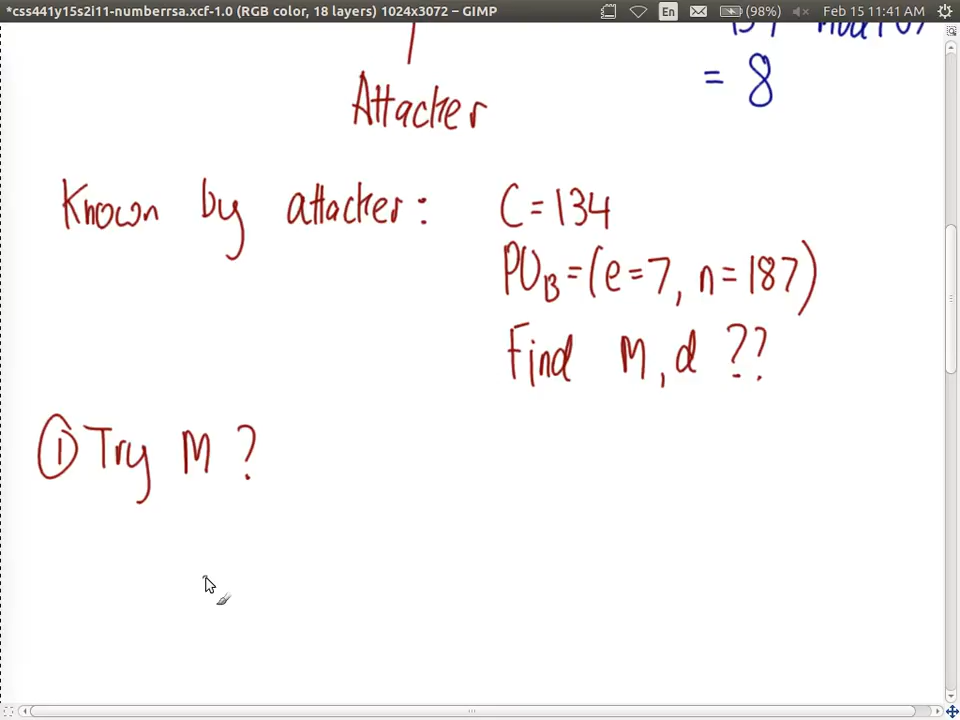 *css441y15s2i11-numberrsa.xcf-1.0 (RGB color, 18 layers) 1024x3072 – GIMP
En (98%) Feb 15 11:41 AM
= 8
Attacker
Known by attacker: C=134
PUB=(e=7, n=187)
Find M, d ??
① Try M ?